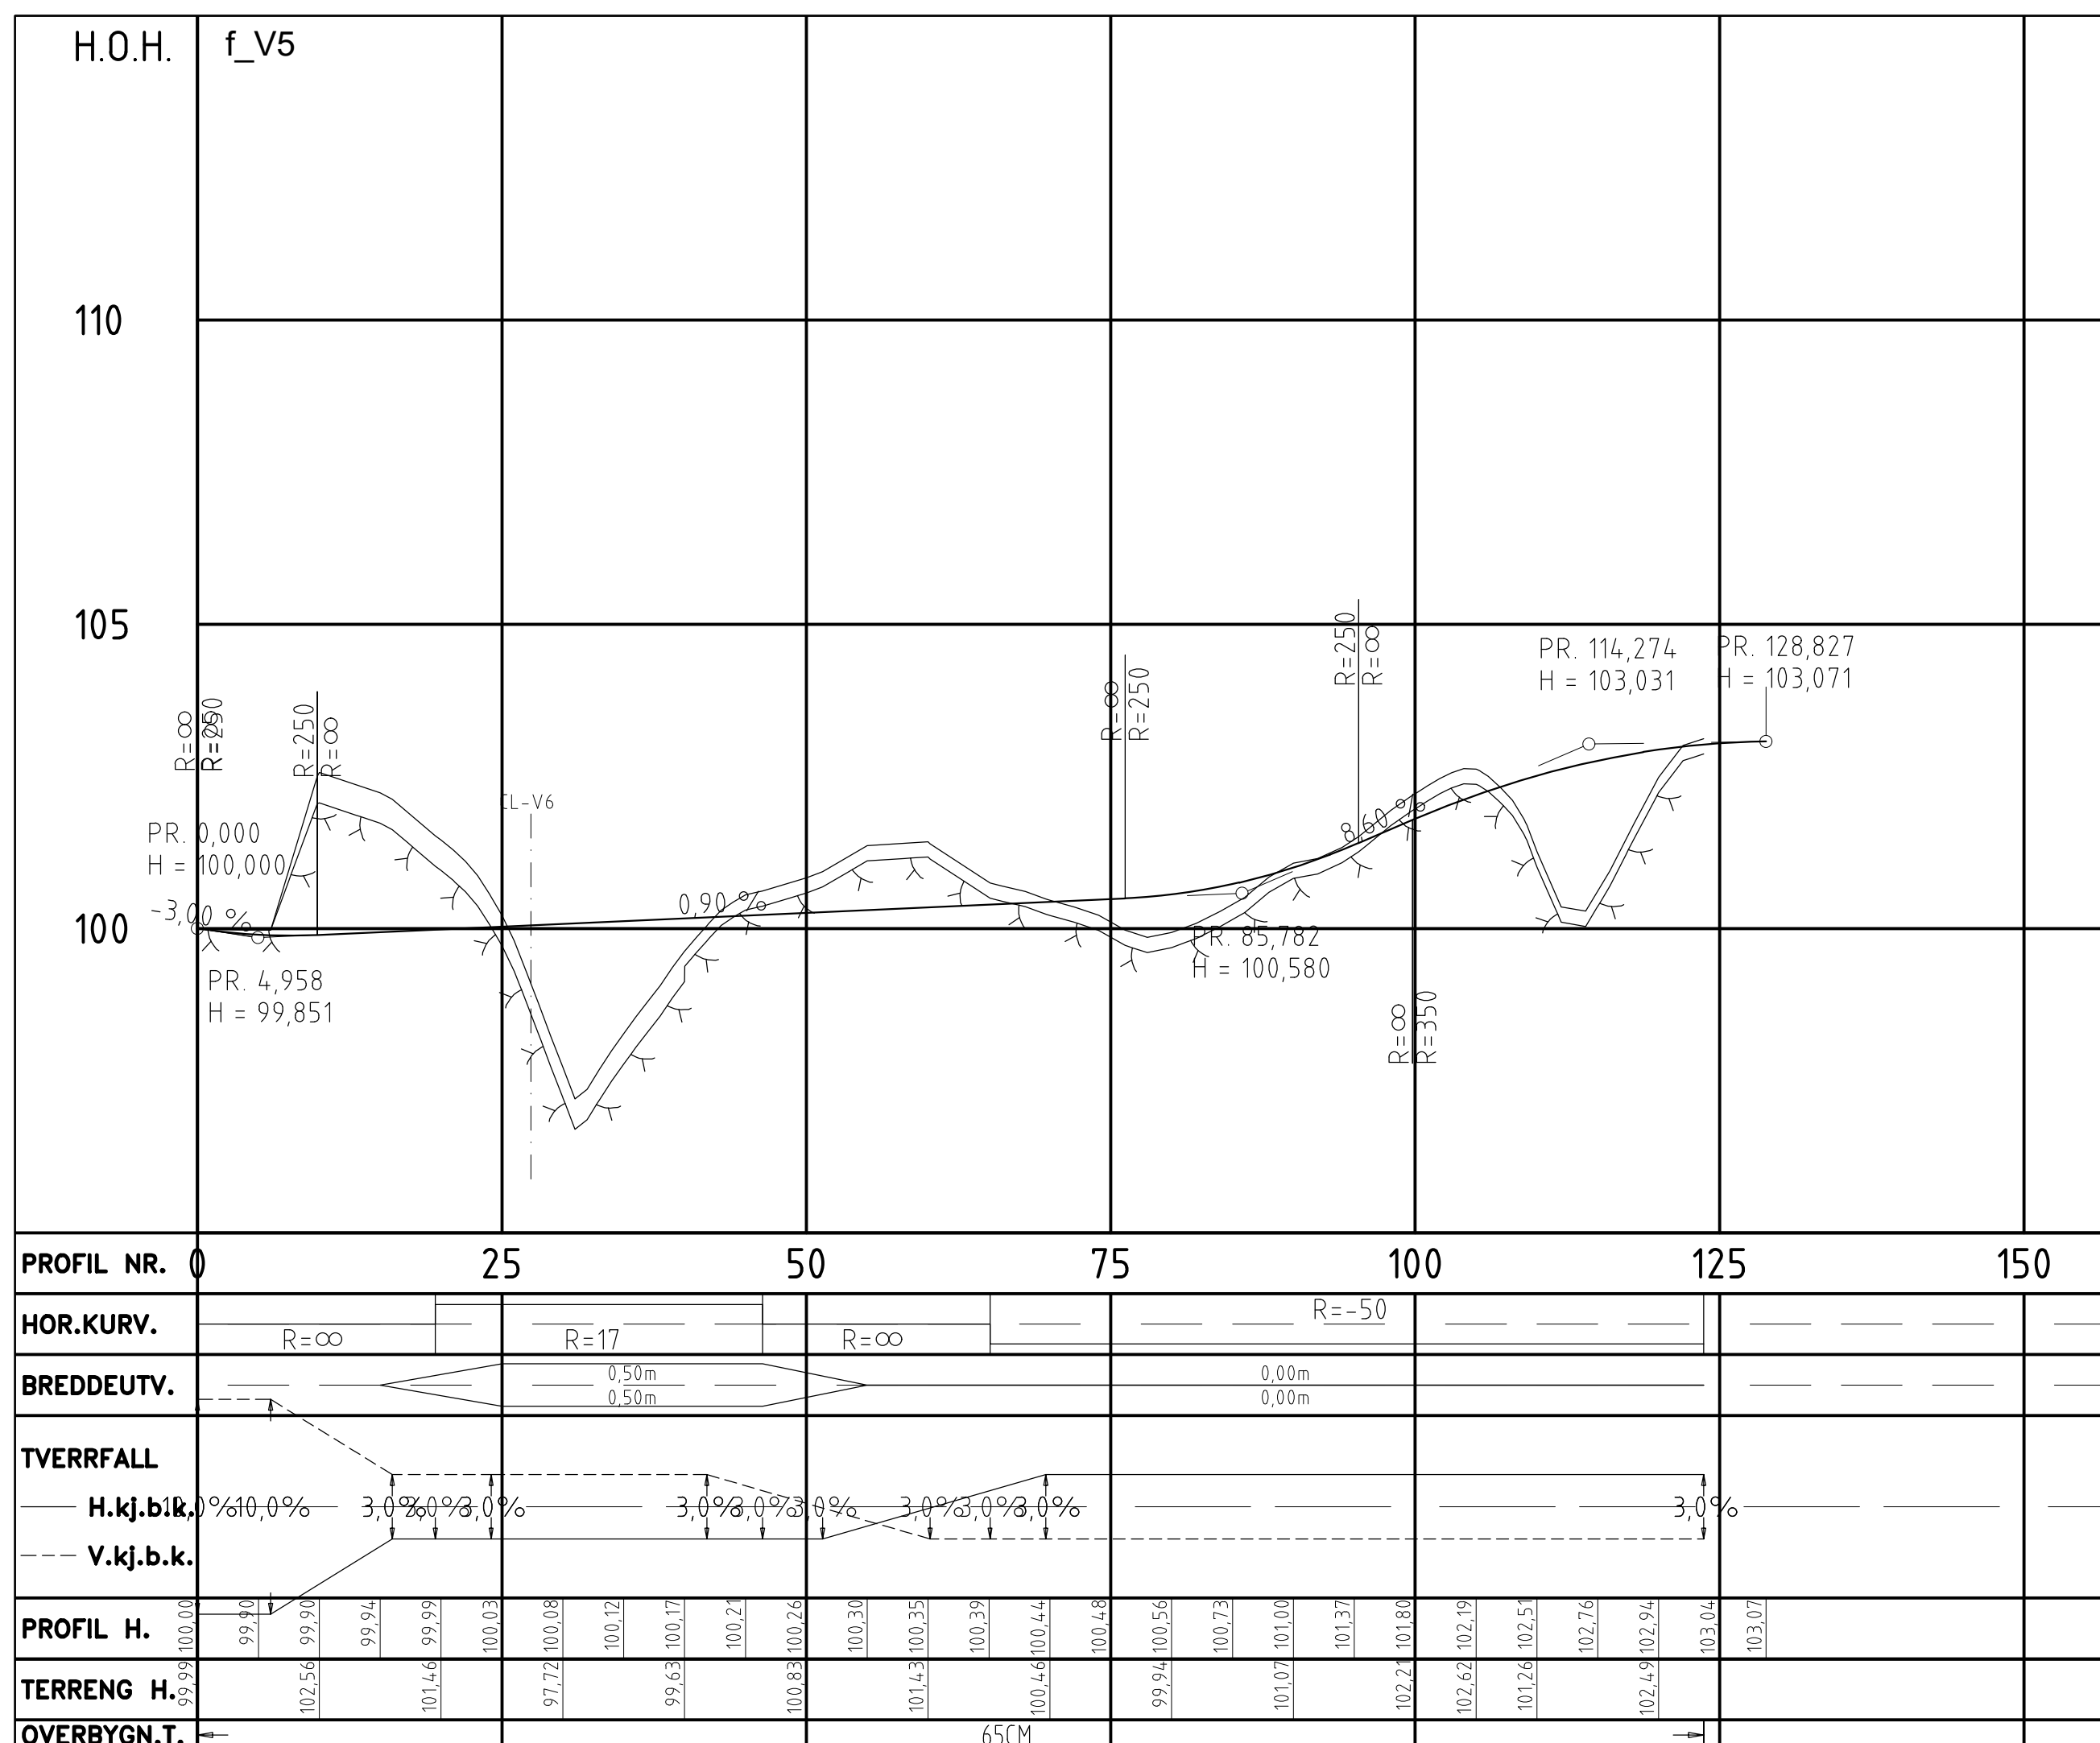 H.O.H. f_V5
110
105
100
R=∞
R=250
R=250
R=∞
R=∞
R=250
R=250
R=∞
R=∞
R=350
PR. 0,000
H = 100,000
-3,00 %
PR. 4,958
H = 99,851
CL-V6
0,90 %
PR. 85,782
H = 100,580
8,60 %
PR. 114,274
H = 103,031
PR. 128,827
H = 103,071
PROFIL NR. 0 25 50 75 100 125 150
HOR.KURV. R=∞ R=17 R=∞ R=-50
BREDDEUTV. 0,50m 0,00m
0,50m 0,00m
TVERRFALL
H.kj.b.k. 10,0% 10,0% 3,0% 3,0% 3,0% 3,0% 3,0% 3,0% 3,0% 3,0% 3,0% 3,0%
V.kj.b.k.
PROFIL H. 100,00 99,90 99,90 99,94 99,99 100,03 100,08 100,12 100,17 100,21 100,26 100,30 100,35 100,39 100,44 100,48 100,56 100,73 101,00 101,37 101,80 102,19 102,51 102,76 102,94 103,04 103,07
TERRENG H. 99,99 102,56 101,46 97,72 99,63 100,83 101,43 100,46 99,94 101,07 102,21 102,62 101,26 102,49
OVERBYGN.T. 65CM